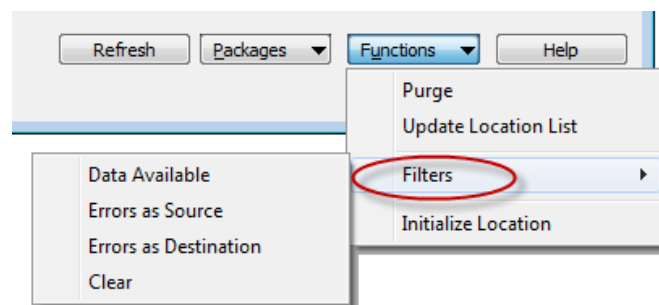 Refresh Packages Functions Help
Purge
Update Location List
Filters
Initialize Location
Data Available
Errors as Source
Errors as Destination
Clear